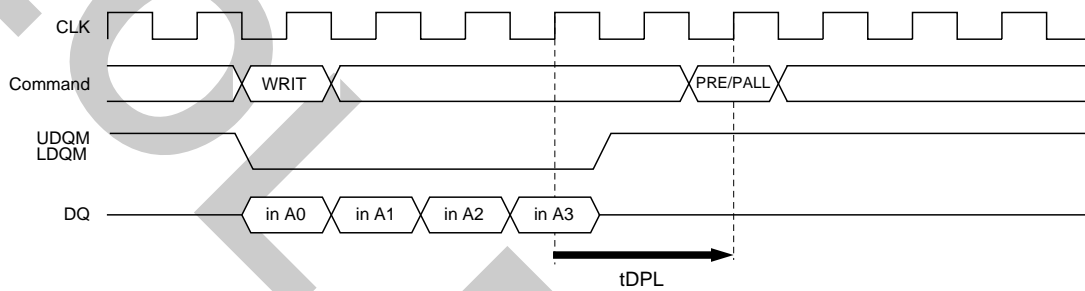 CLK
Command
WRIT
PRE/PALL
UDQM
LDQM
DQ
in A0
in A1
in A2
in A3
tDPL